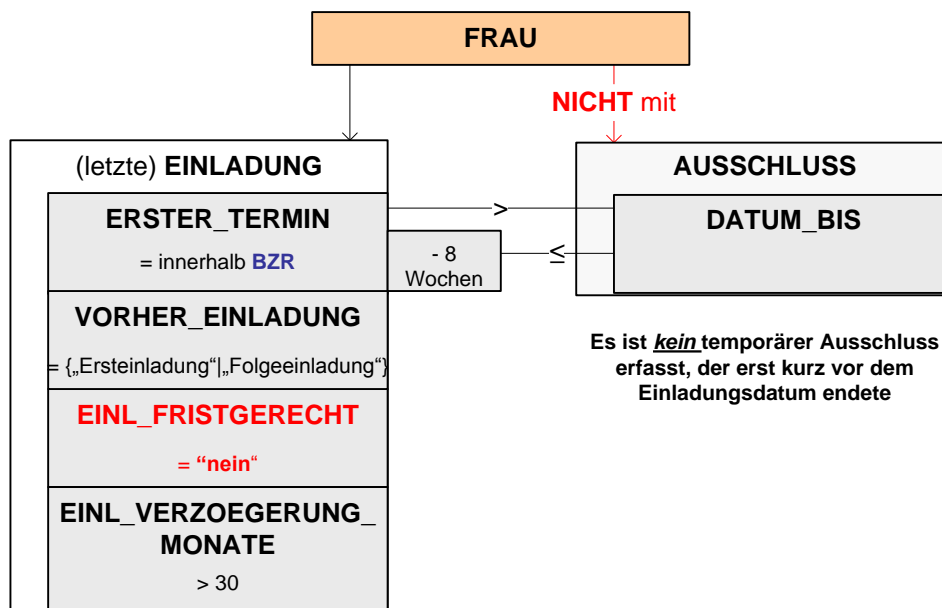 FRAU
NICHT mit
(letzte) EINLADUNG
ERSTER_TERMIN
= innerhalb BZR
- 8
Wochen
>
≤
AUSSCHLUSS
DATUM_BIS
VORHER_EINLADUNG
= {„Ersteinladung“|„Folgeeinladung“}
EINL_FRISTGERECHT
= “nein“
EINL_VERZOEGERUNG_
MONATE
> 30
Es ist kein temporärer Ausschluss
erfasst, der erst kurz vor dem
Einladungsdatum endete